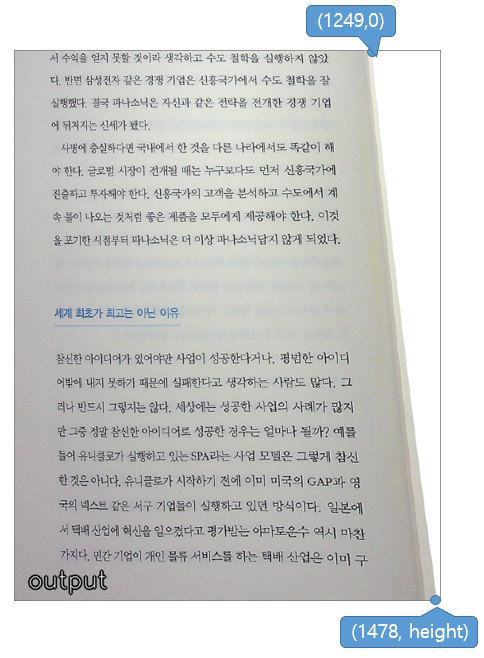 (1249,0)
서 수익을 얻지 못할 것이라 생각하고 수도 철학을 실행하지 않았
다. 반면 삼성전자 같은 경쟁 기업은 신흥국가에서 수도 철학을 잘
실행했다. 결국 파나소닉은 자신과 같은 전략을 전개한 경쟁 기업
에 뒤처지는 신세가 됐다.
사명에 충실하다면 국내에서 한 것을 다른 나라에서도 똑같이 해
야 한다. 글로벌 시장이 전개될 때는 누구보다도 먼저 신흥국가에
진출하고 투자해야 한다. 신흥국가의 고객을 분석하고 수도에서 계
속 물이 나오는 것처럼 좋은 제품을 모두에게 제공해야 한다. 이것
을 포기한 시점부터 파나소닉은 더 이상 파나소닉답지 않게 되었다.
세계 최초가 최고는 아닌 이유
참신한 아이디어가 있어야만 사업이 성공한다거나, 평범한 아이디
어밖에 내지 못하기 때문에 실패한다고 생각하는 사람도 많다. 그
러나 반드시 그렇지는 않다. 세상에는 성공한 사업의 사례가 많지
만 그중 정말 참신한 아이디어로 성공한 경우는 얼마나 될까? 예를
들어 유니클로가 실행하고 있는 SPA라는 사업 모델은 그렇게 참신
한 것은 아니다. 유니클로가 시작하기 전에 이미 미국의 GAP과 영
국의 넥스트 같은 서구 기업들이 실행하고 있던 방식이다. 일본에
서 택배 산업에 혁신을 일으켰다고 평가받는 야마토운수 역시 마찬
가지다. 민간 기업이 개인 물류 서비스를 하는 택배 산업은 이미 구
output
(1478, height)